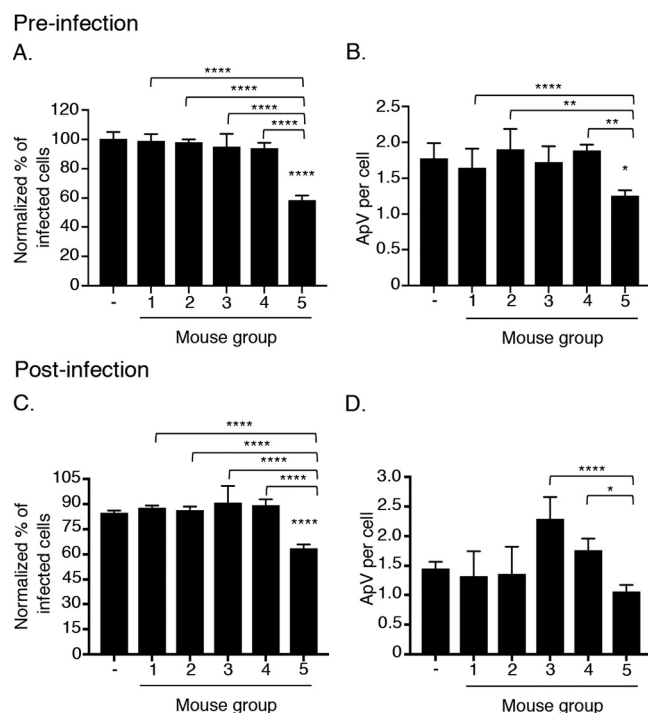 Pre-infection
A.
****
****
****
****
****
Normalized % of
infected cells
120
100
80
60
40
20
0
- 1 2 3 4 5
Mouse group
B.
****
**
**
*
ApV per cell
2.5
2.0
1.5
1.0
0.5
0.0
- 1 2 3 4 5
Mouse group
Post-infection
C.
****
****
****
****
****
Normalized % of
infected cells
105
90
75
60
45
30
15
0
- 1 2 3 4 5
Mouse group
D.
****
*
ApV per cell
3.0
2.5
2.0
1.5
1.0
0.5
0
- 1 2 3 4 5
Mouse group